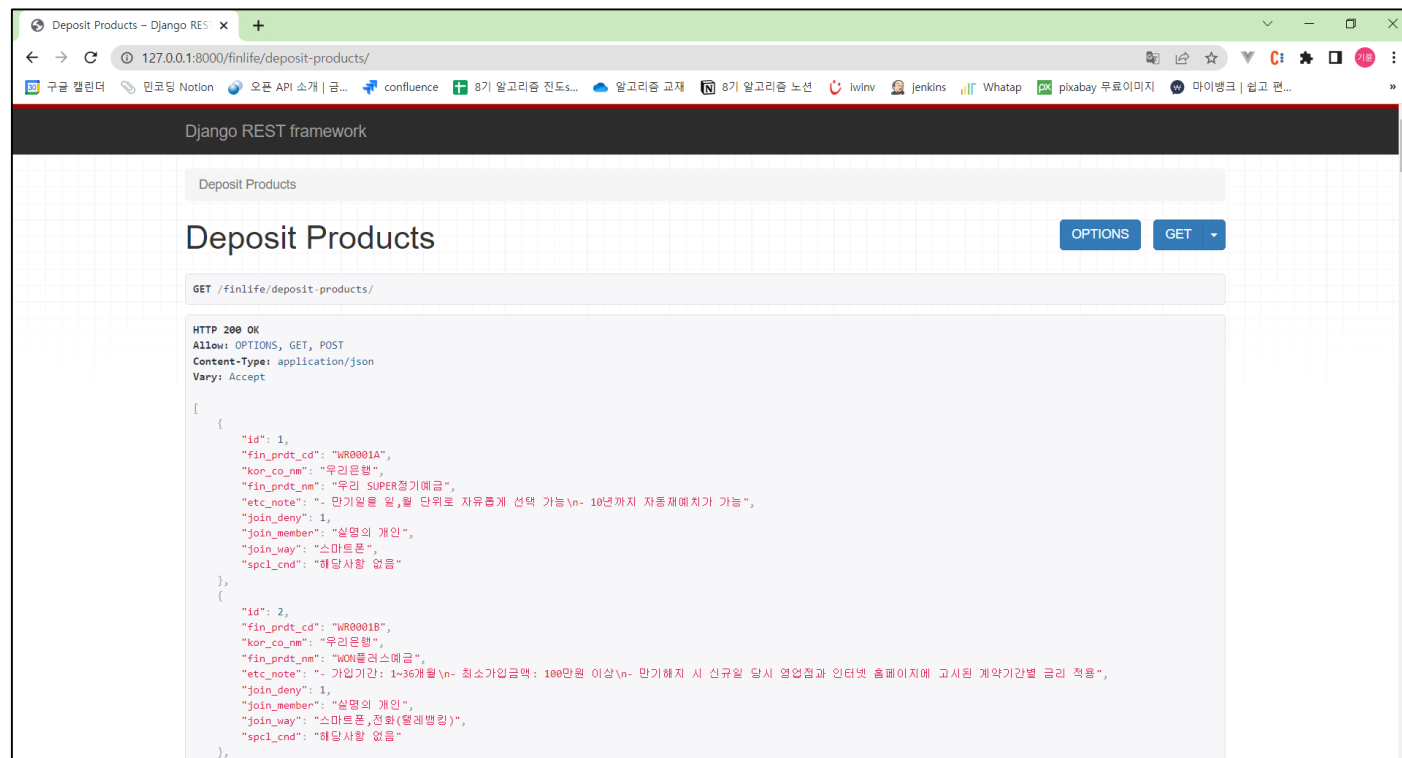 Deposit Products – Django REST
127.0.0.1:8000/finlife/deposit-products/
기룬
30 구글 캘린더 민코딩 Notion 오픈 API 소개 | 금... confluence 8기 알고리즘 진도s... 알고리즘 교재 8기 알고리즘 노션 iwinv Jenkins Whatap px pixabay 무료이미지 마이뱅크 | 쉽고 편... »
Django REST framework
Deposit Products
Deposit Products
OPTIONS GET
GET /finlife/deposit-products/
HTTP 200 OK
Allow: OPTIONS, GET, POST
Content-Type: application/json
Vary: Accept
[
{
"id": 1,
"fin_prdt_cd": "WR0001A",
"kor_co_nm": "우리은행",
"fin_prdt_nm": "우리 SUPER정기예금",
"etc_note": "- 만기일을 일,월 단위로 자유롭게 선택 가능\n- 10년까지 자동재예치가 가능",
"join_deny": 1,
"join_member": "실명의 개인",
"join_way": "스마트폰",
"spcl_cnd": "해당사항 없음"
},
{
"id": 2,
"fin_prdt_cd": "WR0001B",
"kor_co_nm": "우리은행",
"fin_prdt_nm": "WON플러스예금",
"etc_note": "- 가입기간: 1~36개월\n- 최소가입금액: 100만원 이상\n- 만기해지 시 신규일 당시 영업점과 인터넷 홈페이지에 고시된 계약기간별 금리 적용",
"join_deny": 1,
"join_member": "실명의 개인",
"join_way": "스마트폰,전화(텔레뱅킹)",
"spcl_cnd": "해당사항 없음"
},